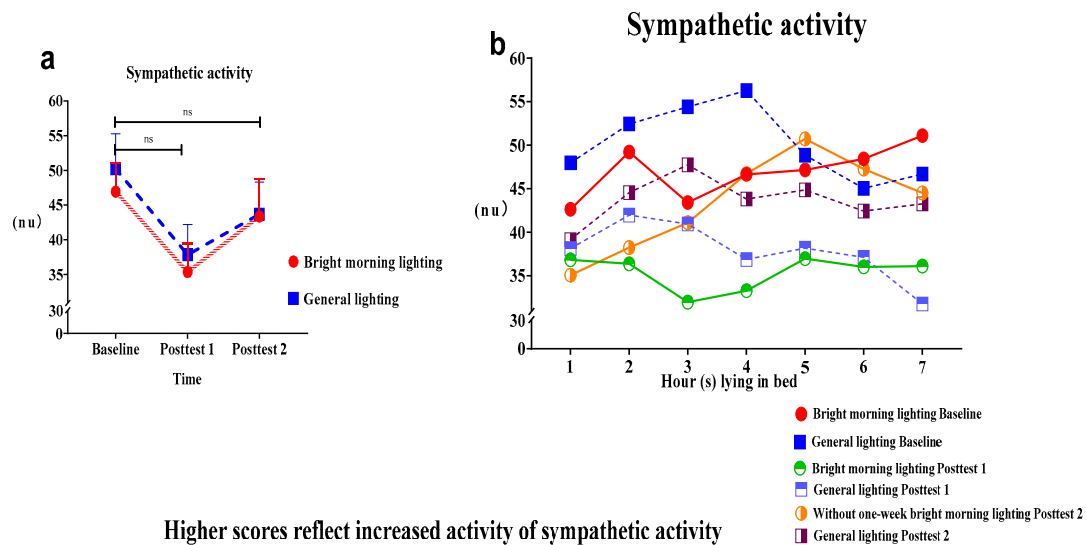 Sympathetic activity
a
b
Sympathetic activity
60
55
50
45
(nu)
40
35
30
0
ns
ns
Baseline
Posttest 1
Posttest 2
Time
Bright morning lighting
General lighting
60
55
50
45
(nu)
40
35
30
0
1
2
3
4
5
6
7
Hour (s) lying in bed
Bright morning lighting Baseline
General lighting Baseline
Bright morning lighting Posttest 1
General lighting Posttest 1
Without one-week bright morning lighting Posttest 2
General lighting Posttest 2
Higher scores reflect increased activity of sympathetic activity